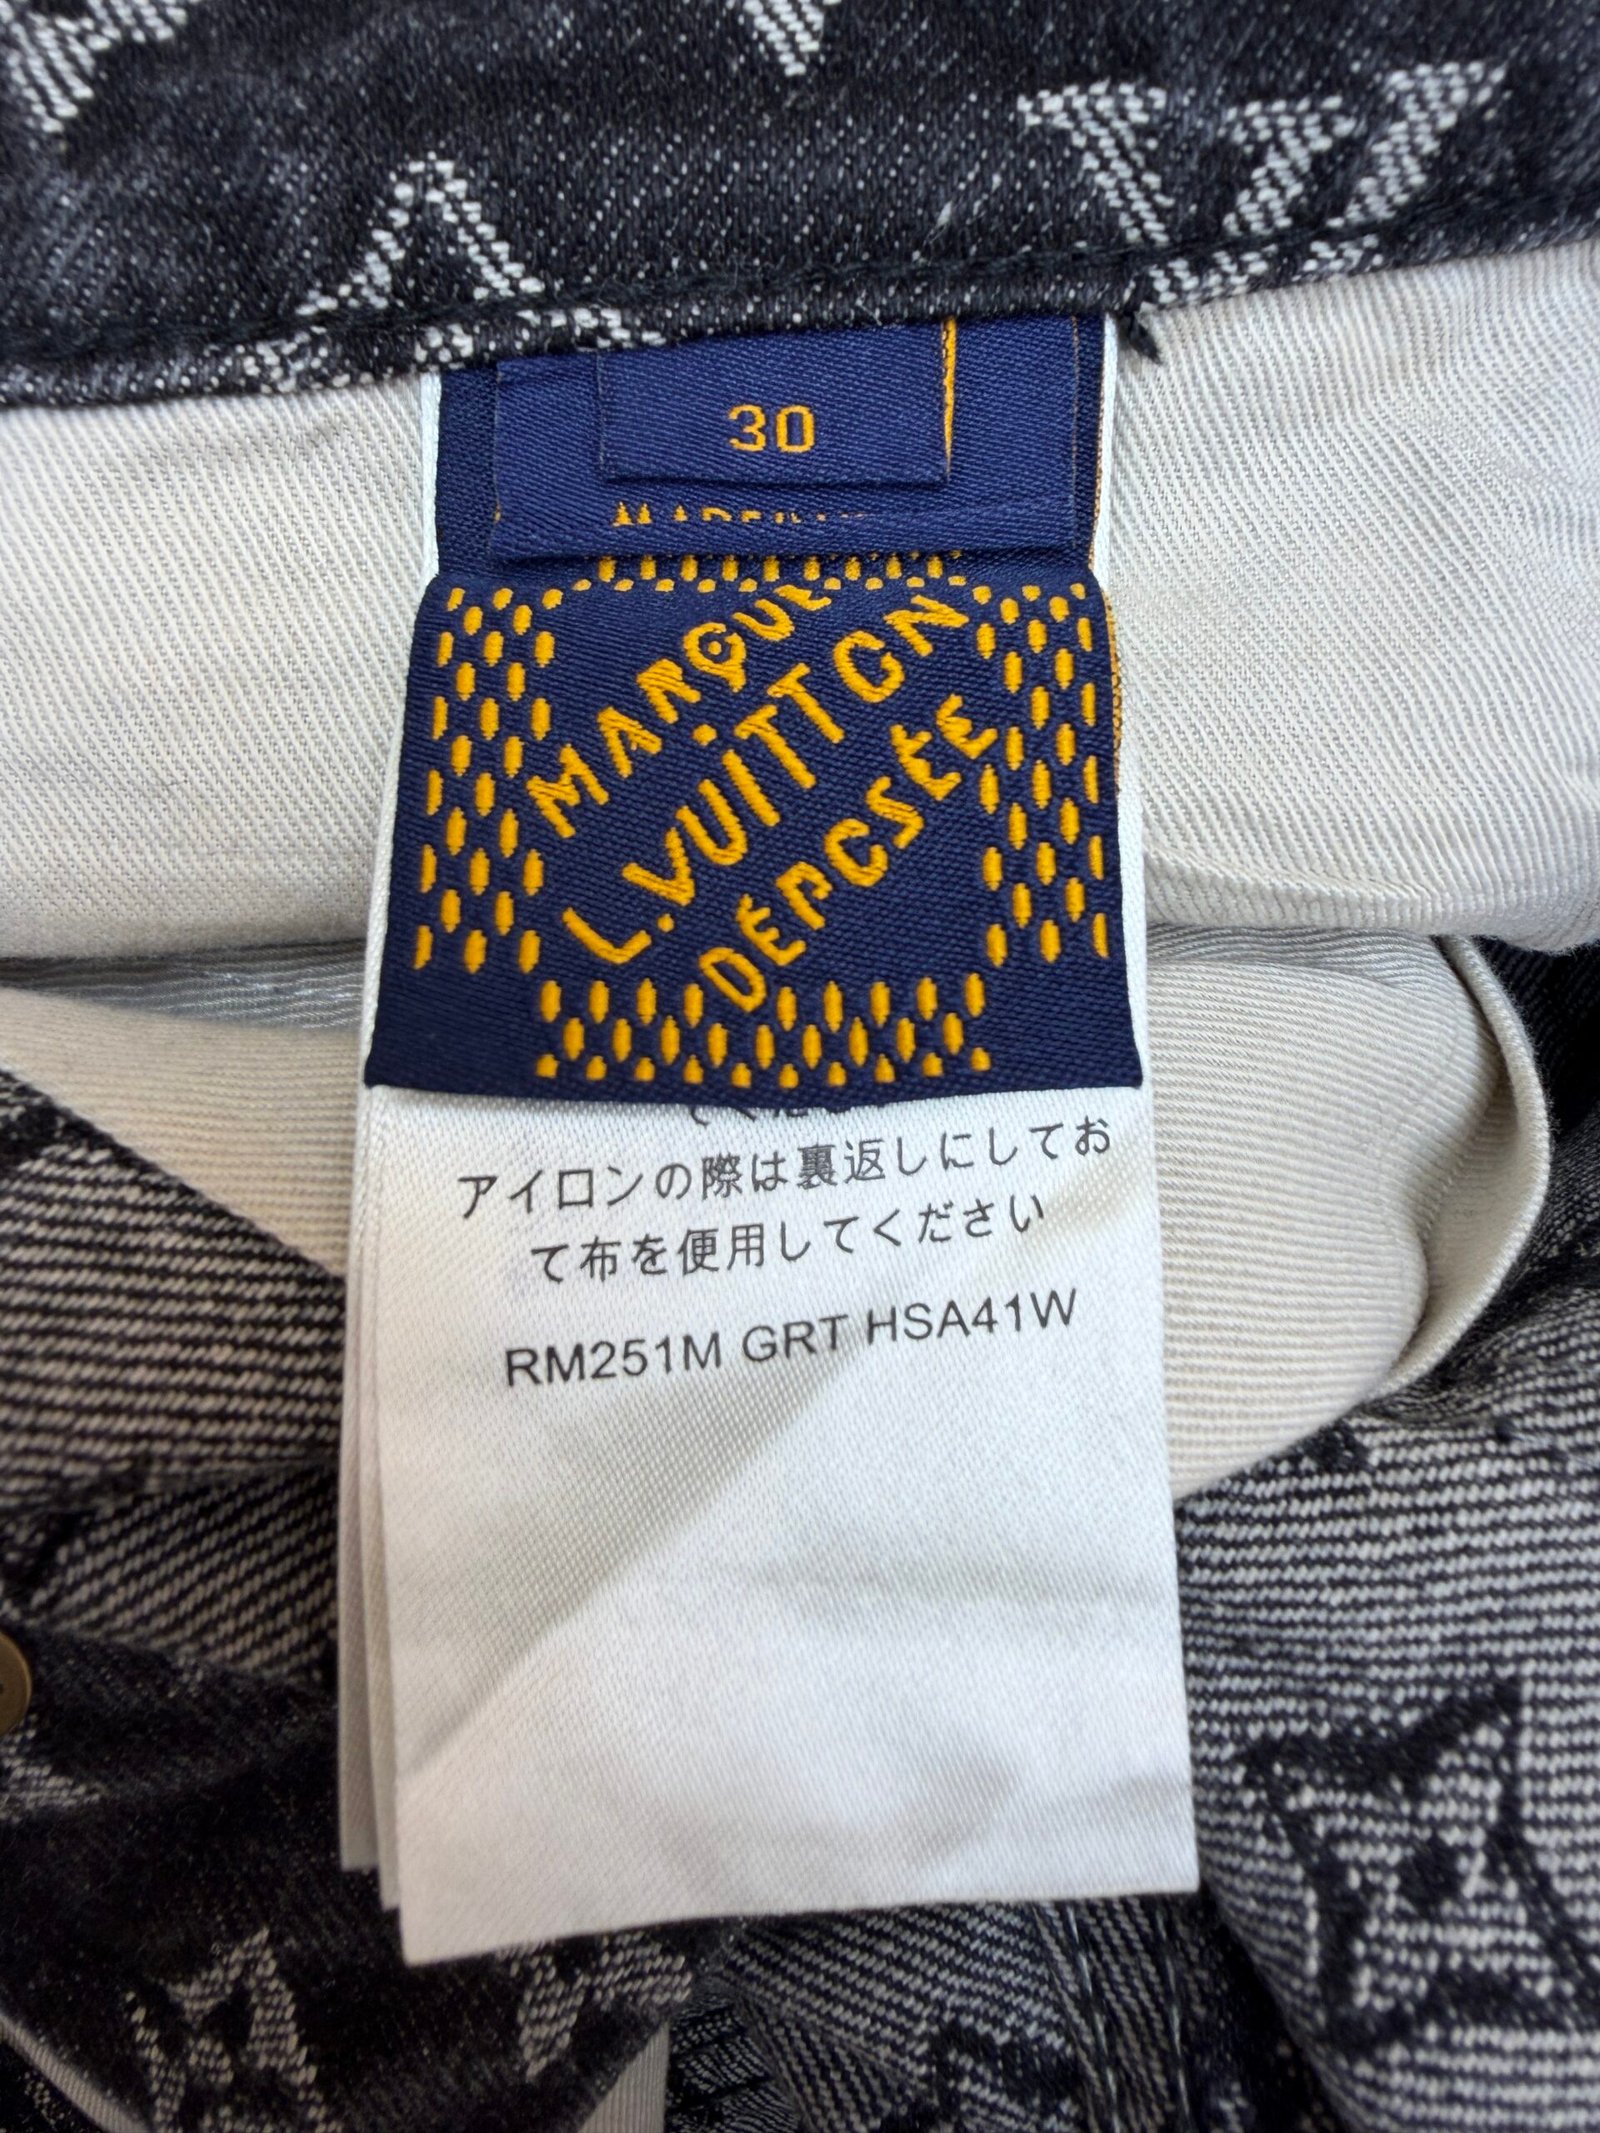 30
MARQUE
L.VUITTON
DÉPOSÉE
アイロンの際は裏返しにしてお
て布を使用してください
RM251M GRT HSA41W